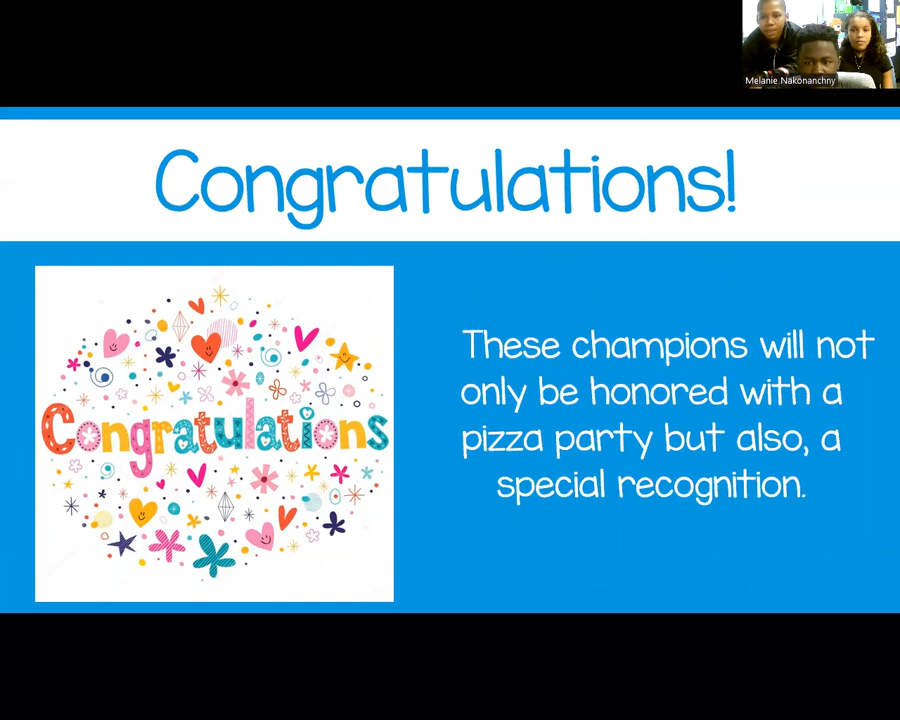 Melanie Nakonanchny
Congratulations!
Congratulations
These champions will not
only be honored with a
pizza party but also, a
special recognition.